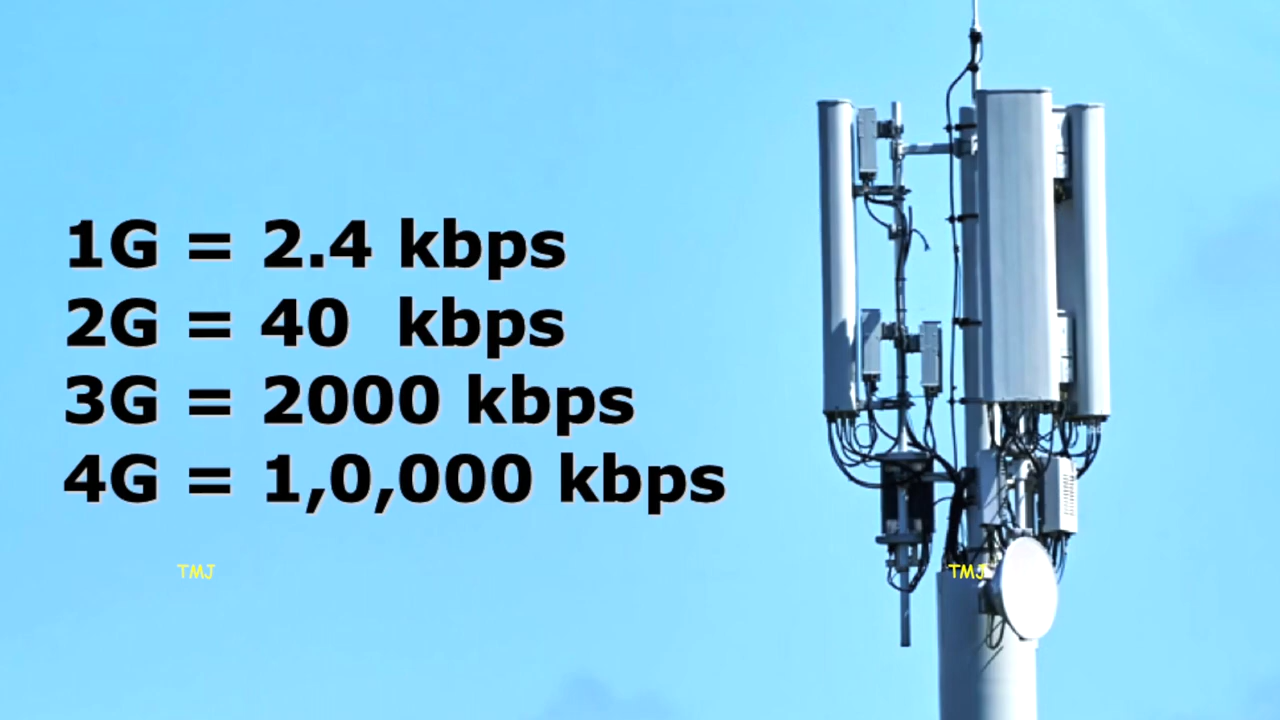 1G = 2.4 kbps
2G = 40 kbps
3G = 2000 kbps
4G = 1,0,000 kbps
TMJ TMJ